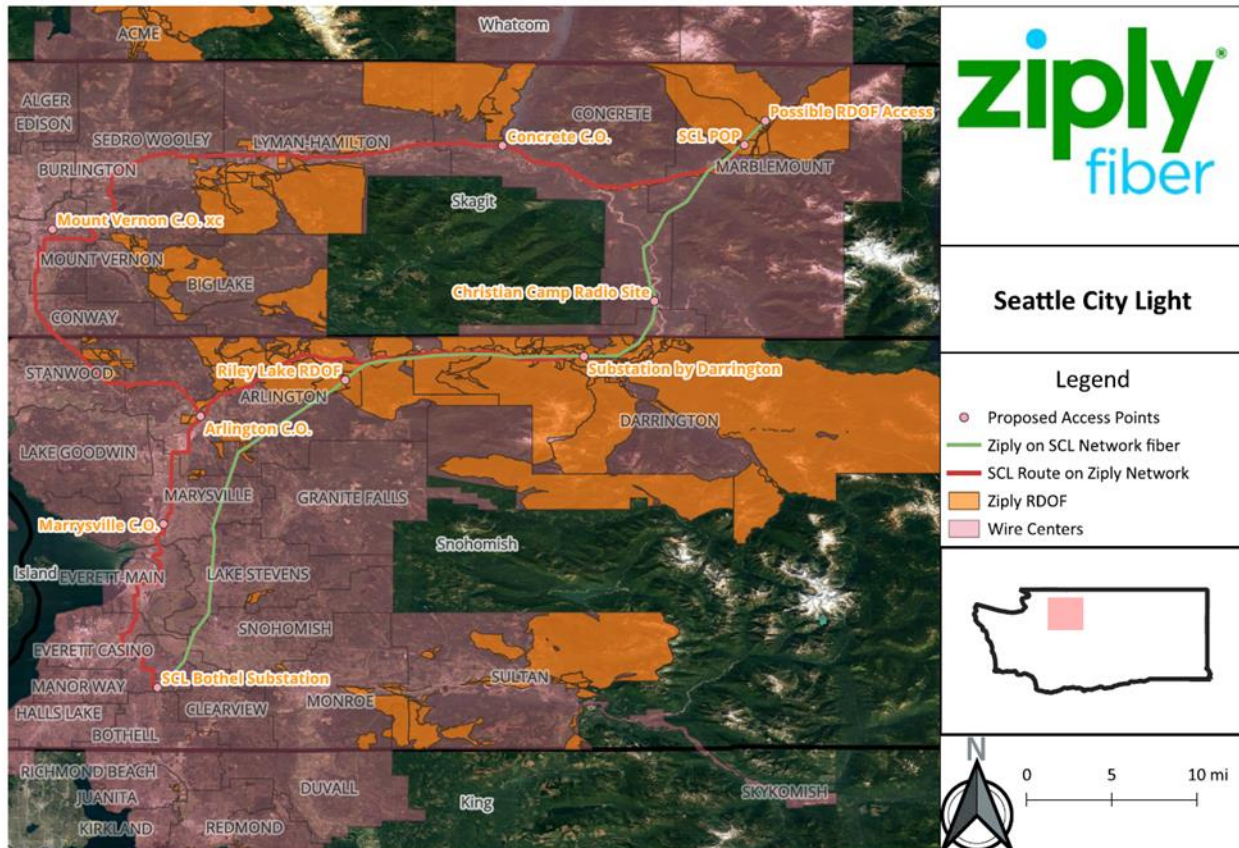 Whatcom
ACME
ALGER
EDISON
CONCRETE
Possible RDOF Access
SEDRO WOOLEY
LYMAN-HAMILTON
Concrete C.O.
SCL POP
BURLINGTON
MARBLEMOUNT
Skagit
Mount Vernon C.O. xc
MOUNT VERNON
BIG LAKE
Christian Camp Radio Site
CONWAY
STANWOOD
Riley Lake RDOF
Substation by Darrington
ARLINGTON
Arlington C.O.
DARRINGTON
LAKE GOODWIN
MARYSVILLE
GRANITE FALLS
Marrysville C.O.
Snohomish
Island
EVERETT-MAIN
LAKE STEVENS
SNOHOMISH
EVERETT CASINO
SCL Bothel Substation
SULTAN
MANOR WAY
MONROE
HALLS LAKE
CLEARVIEW
BOTHELL
RICHMOND BEACH
JUANITA
DUVALL
King
SKYKOMISH
KIRKLAND
REDMOND
ziply®
fiber
Seattle City Light
Legend
Proposed Access Points
Ziply on SCL Network fiber
SCL Route on Ziply Network
Ziply RDOF
Wire Centers
N
0 5 10 mi